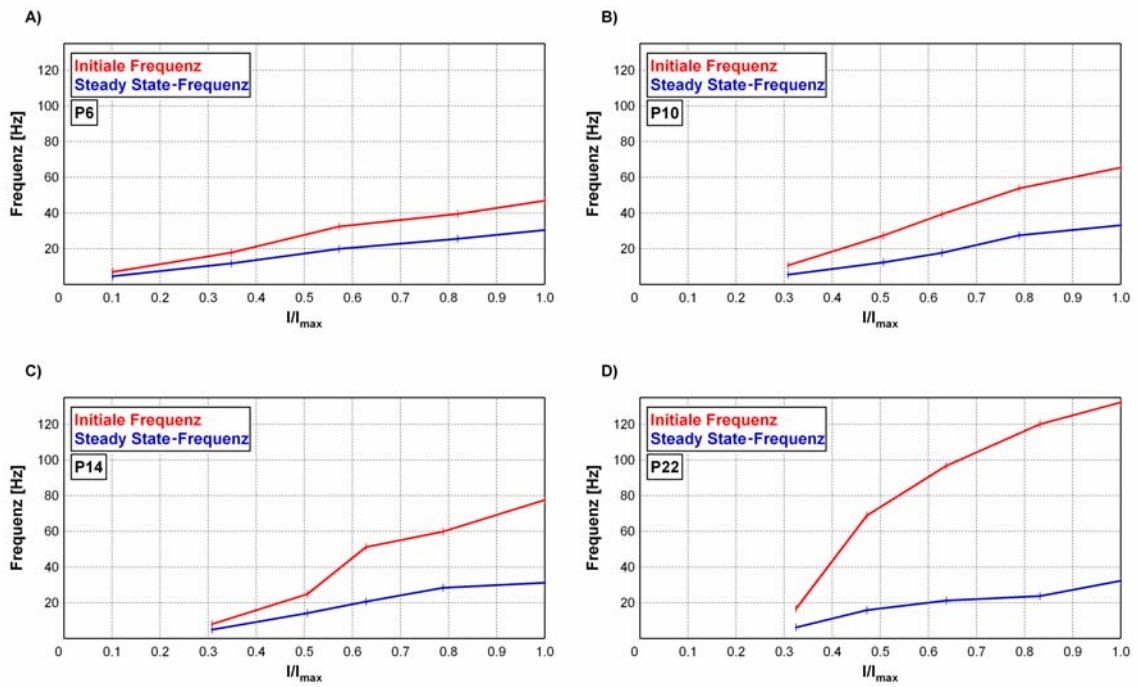 A)
Initiale Frequenz
Steady State-Frequenz
P6
Frequenz [Hz]
120
100
80
60
40
20
0 0.1 0.2 0.3 0.4 0.5 0.6 0.7 0.8 0.9 1.0
I/Imax
B)
Initiale Frequenz
Steady State-Frequenz
P10
Frequenz [Hz]
120
100
80
60
40
20
0 0.1 0.2 0.3 0.4 0.5 0.6 0.7 0.8 0.9 1.0
I/Imax
C)
Initiale Frequenz
Steady State-Frequenz
P14
Frequenz [Hz]
120
100
80
60
40
20
0 0.1 0.2 0.3 0.4 0.5 0.6 0.7 0.8 0.9 1.0
I/Imax
D)
Initiale Frequenz
Steady State-Frequenz
P22
Frequenz [Hz]
120
100
80
60
40
20
0 0.1 0.2 0.3 0.4 0.5 0.6 0.7 0.8 0.9 1.0
I/Imax